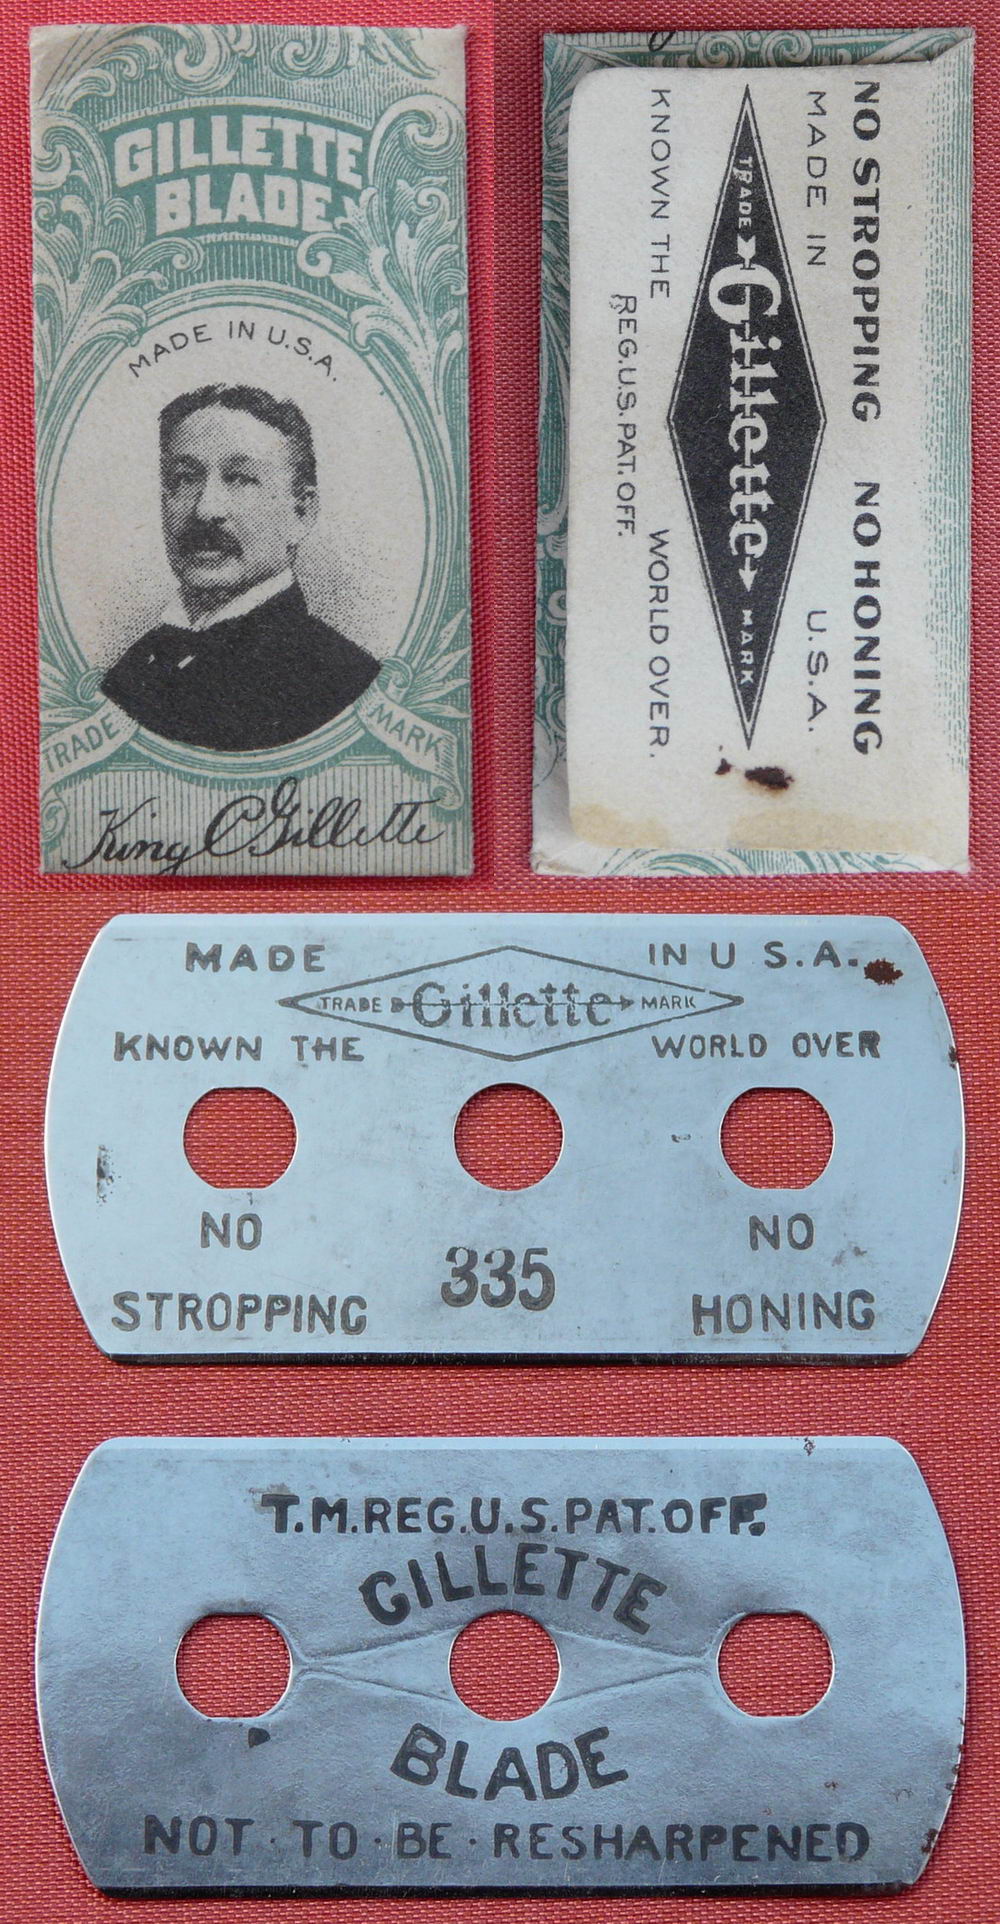 GILLETTE
BLADE
MADE IN U.S.A.
TRADE MARK
King C Gillette
NO STROPPING NO HONING
MADE IN U.S.A.
TRADE Gillette MARK
KNOWN THE WORLD OVER.
REG.U.S.PAT.OFF.
MADE IN U S.A.
TRADE Gillette MARK
KNOWN THE WORLD OVER
NO NO
335
STROPPING HONING
T.M.REG.U.S.PAT.OFF.
GILLETTE
BLADE
NOT · TO · BE · RESHARPENED